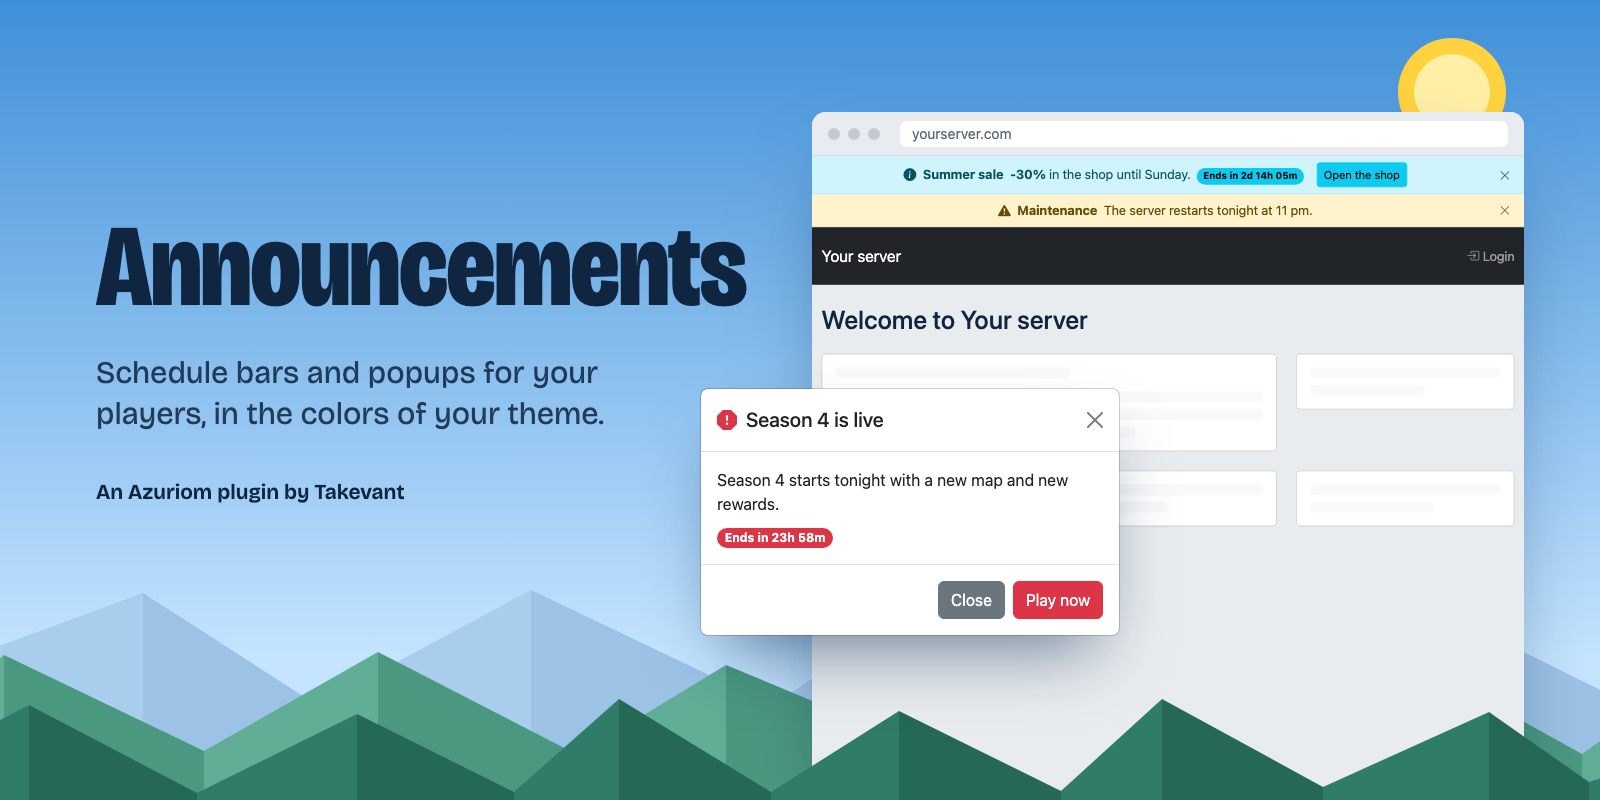 Announcements
Schedule bars and popups for your
players, in the colors of your theme.
An Azuriom plugin by Takevant
yourserver.com
Summer sale -30% in the shop until Sunday. Ends in 2d 14h 05m Open the shop
Maintenance The server restarts tonight at 11 pm.
Your server Login
Welcome to Your server
Season 4 is live
Season 4 starts tonight with a new map and new
rewards.
Ends in 23h 58m
Close Play now